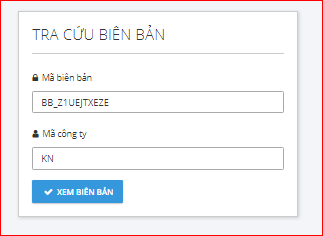 TRA CỨU BIÊN BẢN
Mã biên bản
BB_Z1UEJTXEZE
Mã công ty
KN
XEM BIÊN BẢN